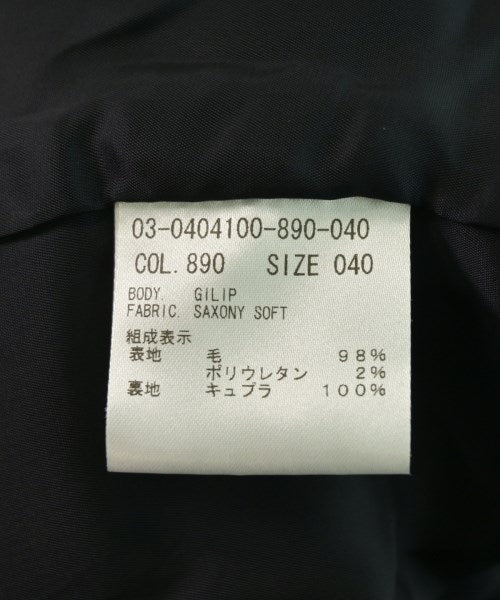 03-0404100-890-040
COL. 890 SIZE 040
BODY. GiLIP
FABRIC. SAXONY SOFT
組成表示
表地 毛 98%
ポリウレタン 2%
裏地 キュプラ 100%